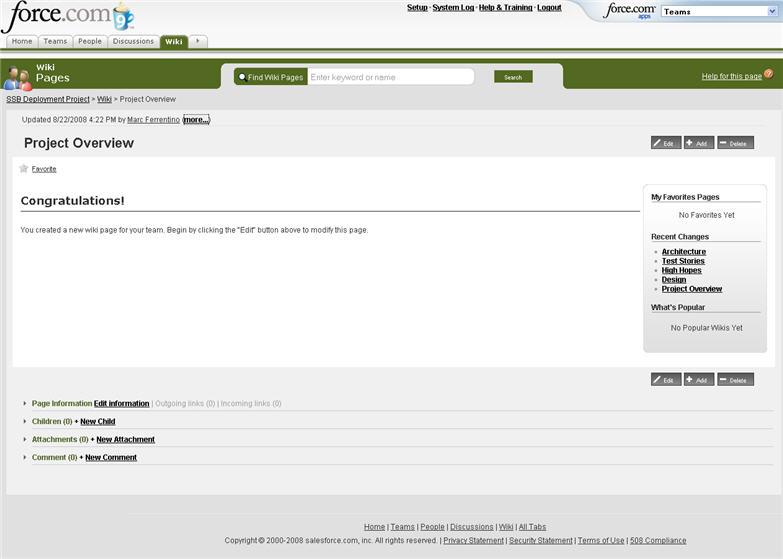 force.com
Setup · System Log · Help & Training · Logout
force.com apps
Teams
Home Teams People Discussions Wiki
Wiki
Pages
Find Wiki Pages Enter keyword or name Search
Help for this page ?
SSB Deployment Project > Wiki > Project Overview
Updated 8/22/2008 4:22 PM by Marc Ferrentino (more...)
Project Overview
Edit Add Delete
Favorite
Congratulations!
You created a new wiki page for your team. Begin by clicking the "Edit" button above to modify this page.
My Favorites Pages
No Favorites Yet
Recent Changes
Architecture
Test Stories
High Hopes
Design
Project Overview
What's Popular
No Popular Wikis Yet
Edit Add Delete
Page Information Edit information | Outgoing links (0) | Incoming links (0)
Children (0) + New Child
Attachments (0) + New Attachment
Comment (0) + New Comment
Home | Teams | People | Discussions | Wiki | All Tabs
Copyright © 2000-2008 salesforce.com, inc. All rights reserved. | Privacy Statement | Security Statement | Terms of Use | 508 Compliance